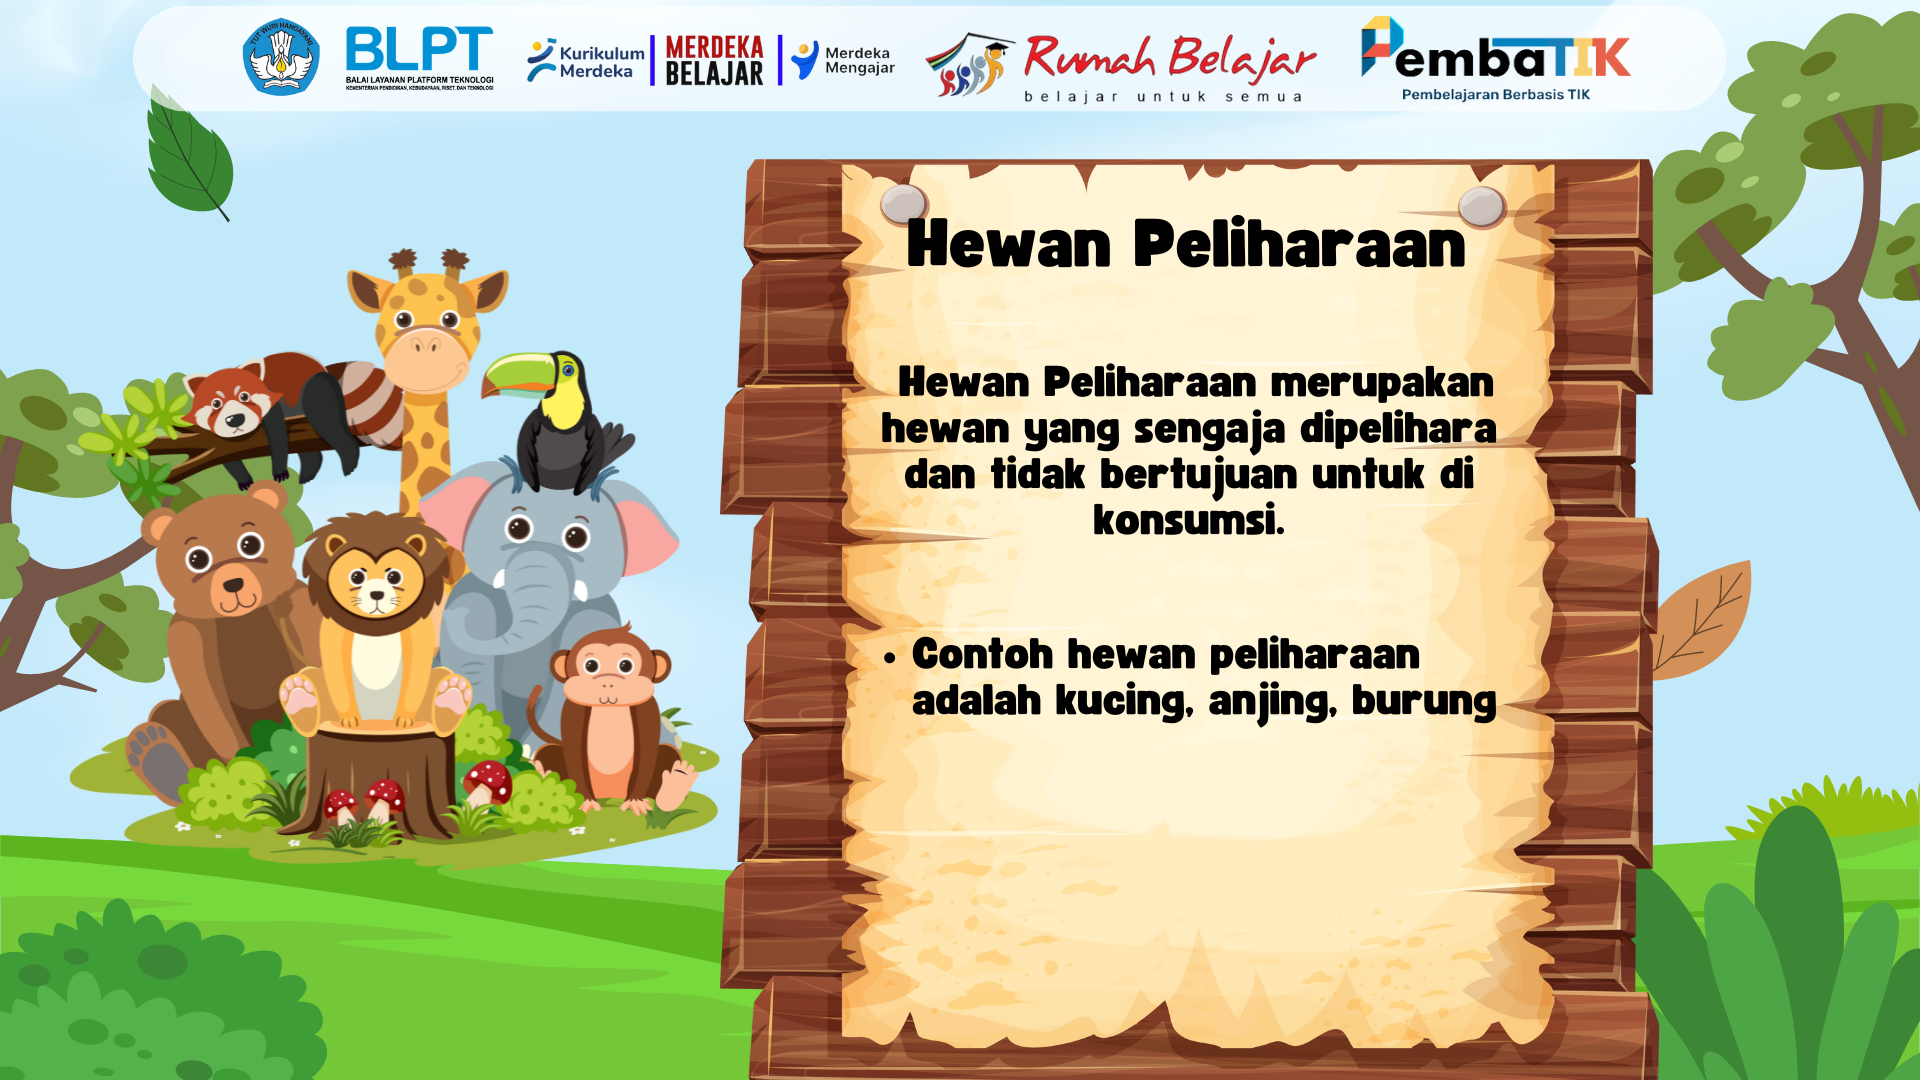 TUT WURI HANDAYANI
BLPT
BALAI LAYANAN PLATFORM TEKNOLOGI
KEMENTERIAN PENDIDIKAN, KEBUDAYAAN, RISET, DAN TEKNOLOGI
Kurikulum
Merdeka
MERDEKA
BELAJAR
Merdeka
Mengajar
Rumah Belajar
belajar untuk semua
PembaTIK
Pembelajaran Berbasis TIK
Hewan Peliharaan
Hewan Peliharaan merupakan
hewan yang sengaja dipelihara
dan tidak bertujuan untuk di
konsumsi.
• Contoh hewan peliharaan
adalah kucing, anjing, burung